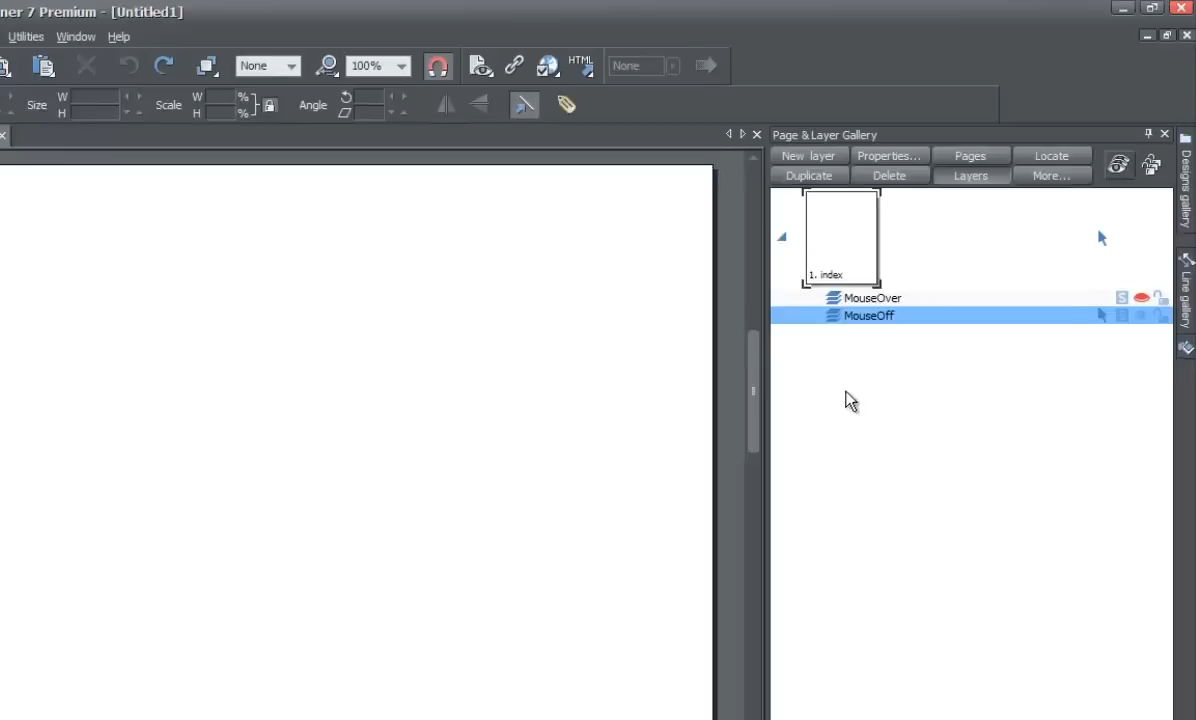 ner 7 Premium - [Untitled1]
Utilities Window Help
None 100% HTML None
Size W H Scale W % H % Angle
Page & Layer Gallery
New layer Properties... Pages Locate
Duplicate Delete Layers More...
1. index
MouseOver S
MouseOff S
Designs gallery
Line gallery